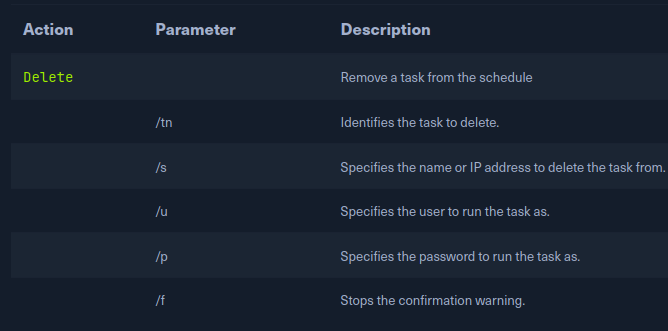 Action Parameter Description
Delete Remove a task from the schedule
/tn Identifies the task to delete.
/s Specifies the name or IP address to delete the task from.
/u Specifies the user to run the task as.
/p Specifies the password to run the task as.
/f Stops the confirmation warning.